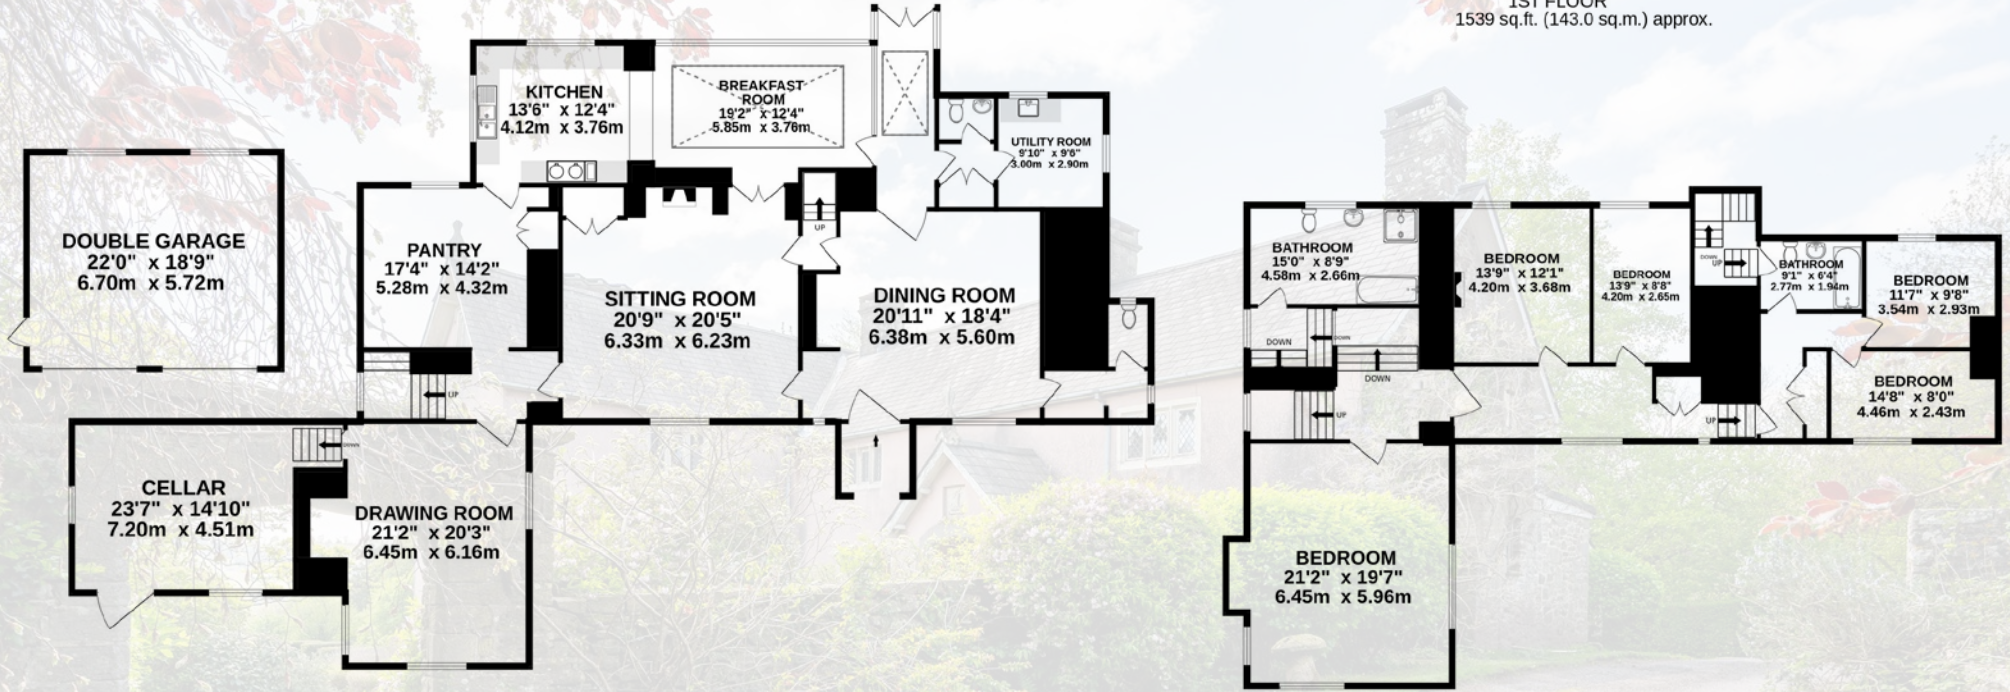 1ST FLOOR
1539 sq.ft. (143.0 sq.m.) approx.
KITCHEN
13'6" x 12'4"
4.12m x 3.76m
BREAKFAST
ROOM
19'2" x 12'4"
5.85m x 3.76m
UTILITY ROOM
9'10" x 9'6"
3.00m x 2.90m
DOUBLE GARAGE
22'0" x 18'9"
6.70m x 5.72m
PANTRY
17'4" x 14'2"
5.28m x 4.32m
UP
SITTING ROOM
20'9" x 20'5"
6.33m x 6.23m
DINING ROOM
20'11" x 18'4"
6.38m x 5.60m
UP
DOWN
CELLAR
23'7" x 14'10"
7.20m x 4.51m
DRAWING ROOM
21'2" x 20'3"
6.45m x 6.16m
BATHROOM
15'0" x 8'9"
4.58m x 2.66m
BEDROOM
13'9" x 12'1"
4.20m x 3.68m
BEDROOM
13'9" x 8'8"
4.20m x 2.65m
DOWN
UP
BATHROOM
9'1" x 6'4"
2.77m x 1.94m
BEDROOM
11'7" x 9'8"
3.54m x 2.93m
DOWN
DOWN
DOWN
UP
BEDROOM
14'8" x 8'0"
4.46m x 2.43m
UP
BEDROOM
21'2" x 19'7"
6.45m x 5.96m